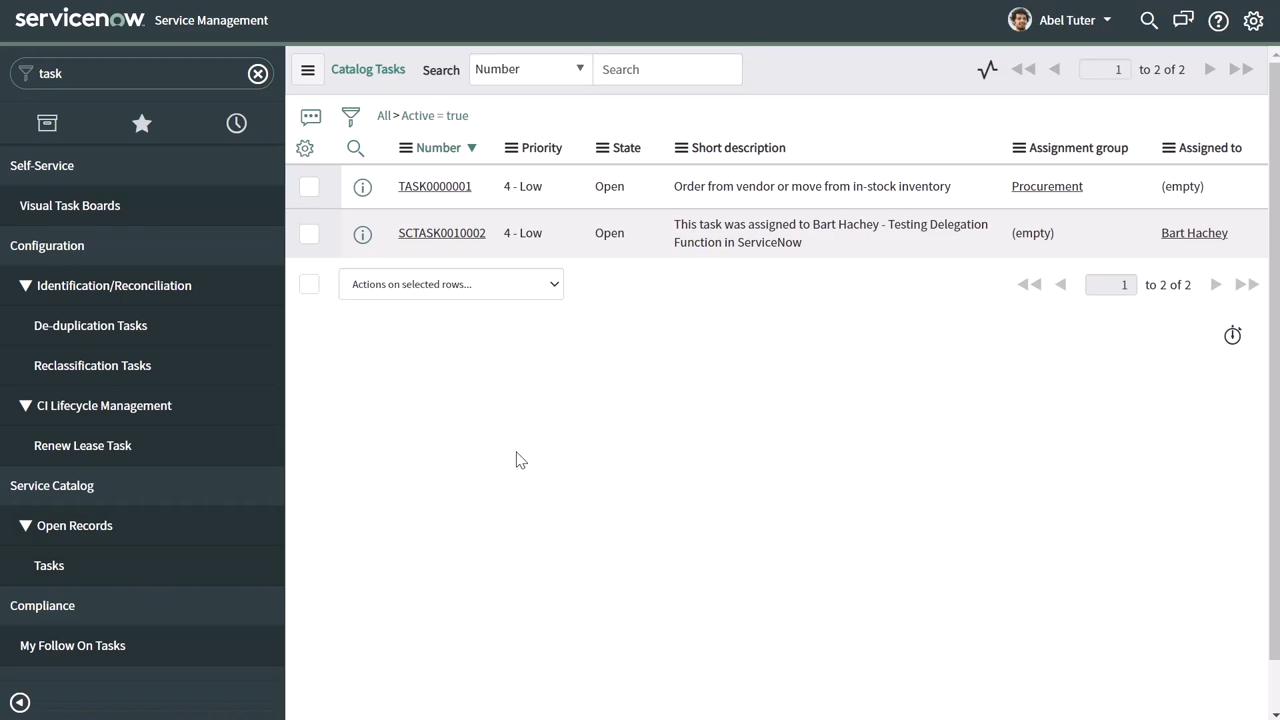 servicenow. Service Management
Abel Tuter
task
Self-Service
Visual Task Boards
Configuration
Identification/Reconciliation
De-duplication Tasks
Reclassification Tasks
CI Lifecycle Management
Renew Lease Task
Service Catalog
Open Records
Tasks
Compliance
My Follow On Tasks
Catalog Tasks Search Number Search 1 to 2 of 2
All > Active = true
Number Priority State Short description Assignment group Assigned to
TASK0000001 4 - Low Open Order from vendor or move from in-stock inventory Procurement (empty)
SCTASK0010002 4 - Low Open This task was assigned to Bart Hachey - Testing Delegation
Function in ServiceNow (empty) Bart Hachey
Actions on selected rows... 1 to 2 of 2